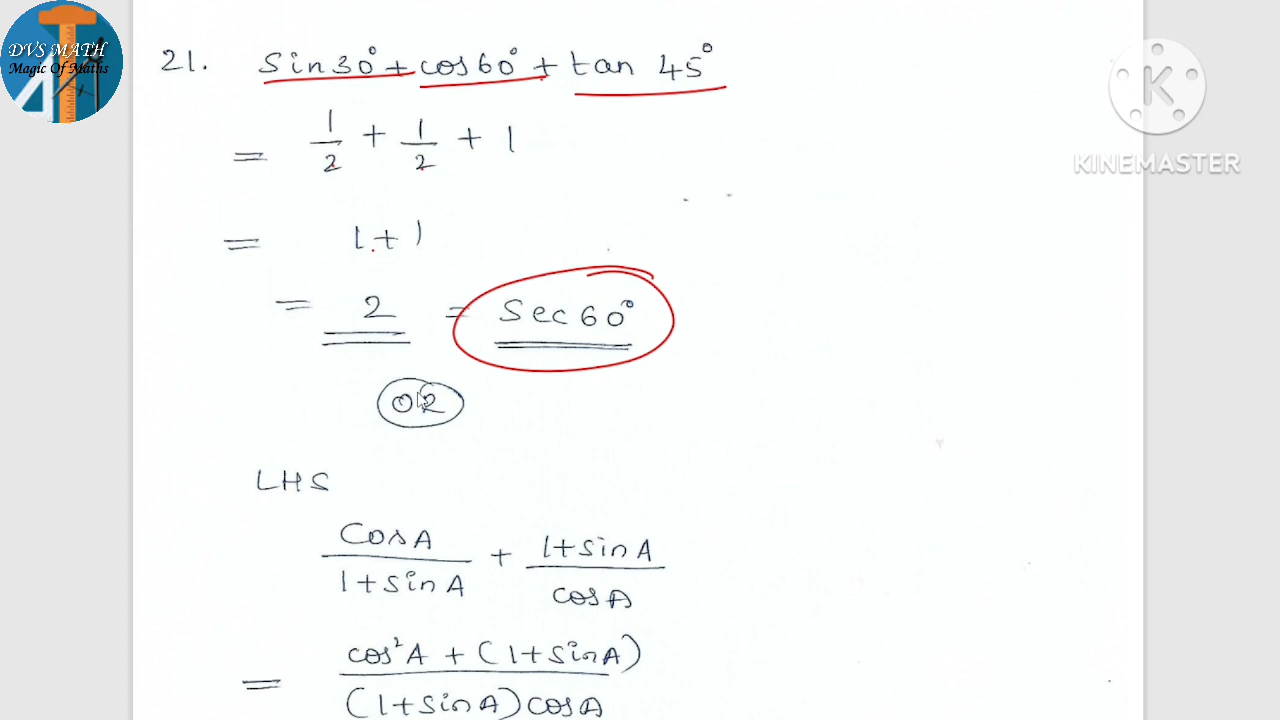 DVS MATH
Magic Of Maths
K
KINEMASTER
21. Sin30° + cos60° + tan 45°
= 1/2 + 1/2 + 1
= 1 + 1
= 2 = Sec60°
OR
LHS
CosA/1+sinA + 1+sinA/cosA
= cos²A + (1+sinA)/(1+sinA)cosA